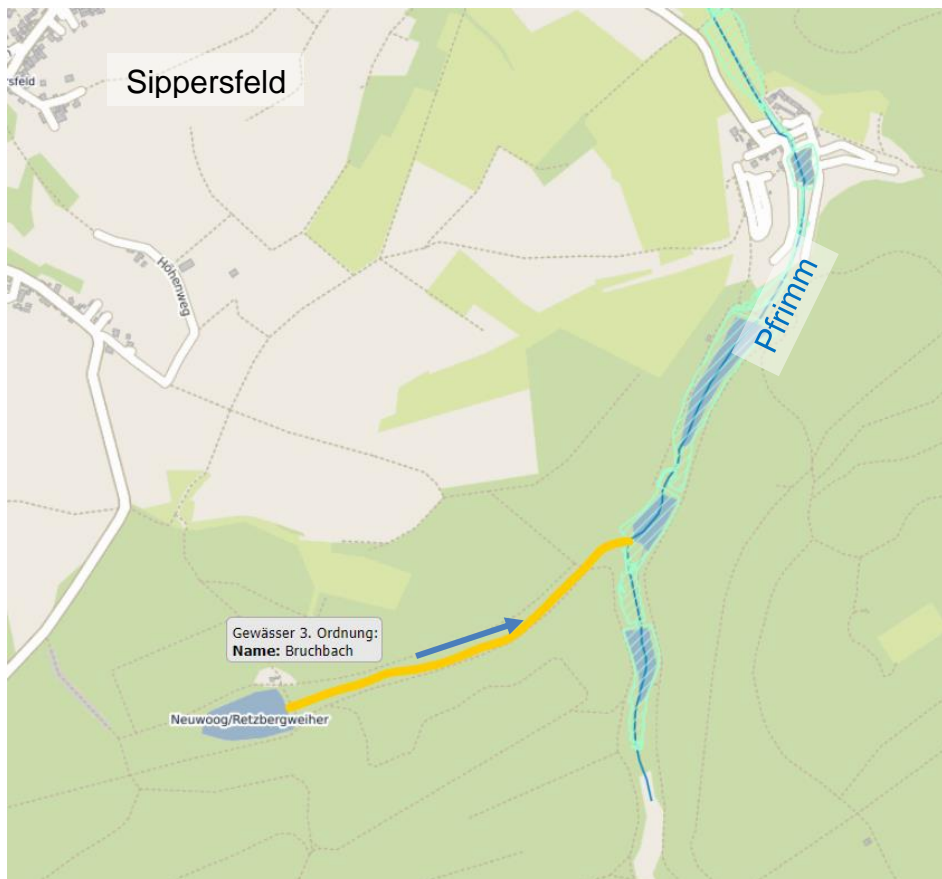 Sippersfeld
rsfeld
Höhenweg
Pfrimm
Gewässer 3. Ordnung:
Name: Bruchbach
Neuwoog/Retzbergweiher